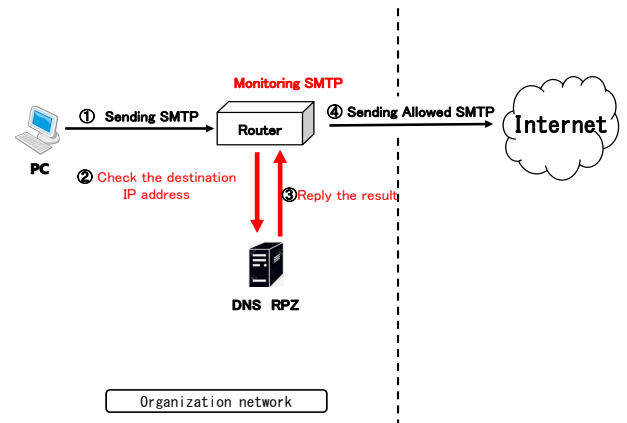 Monitoring SMTP
① Sending SMTP
Router
④ Sending Allowed SMTP
Internet
PC
② Check the destination
IP address
③Reply the result
DNS RPZ
Organization network